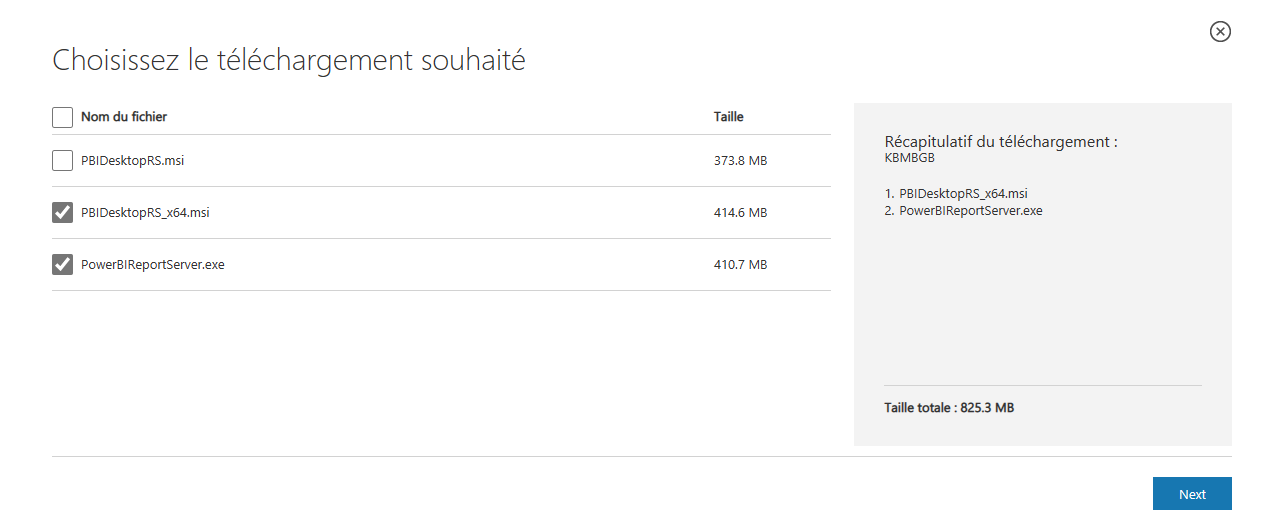 Choisissez le téléchargement souhaité
Nom du fichier Taille
PBIDesktopRS.msi 373.8 MB
PBIDesktopRS_x64.msi 414.6 MB
PowerBIReportServer.exe 410.7 MB
Récapitulatif du téléchargement :
KBMBGB
1. PBIDesktopRS_x64.msi
2. PowerBIReportServer.exe
Taille totale : 825.3 MB
Next